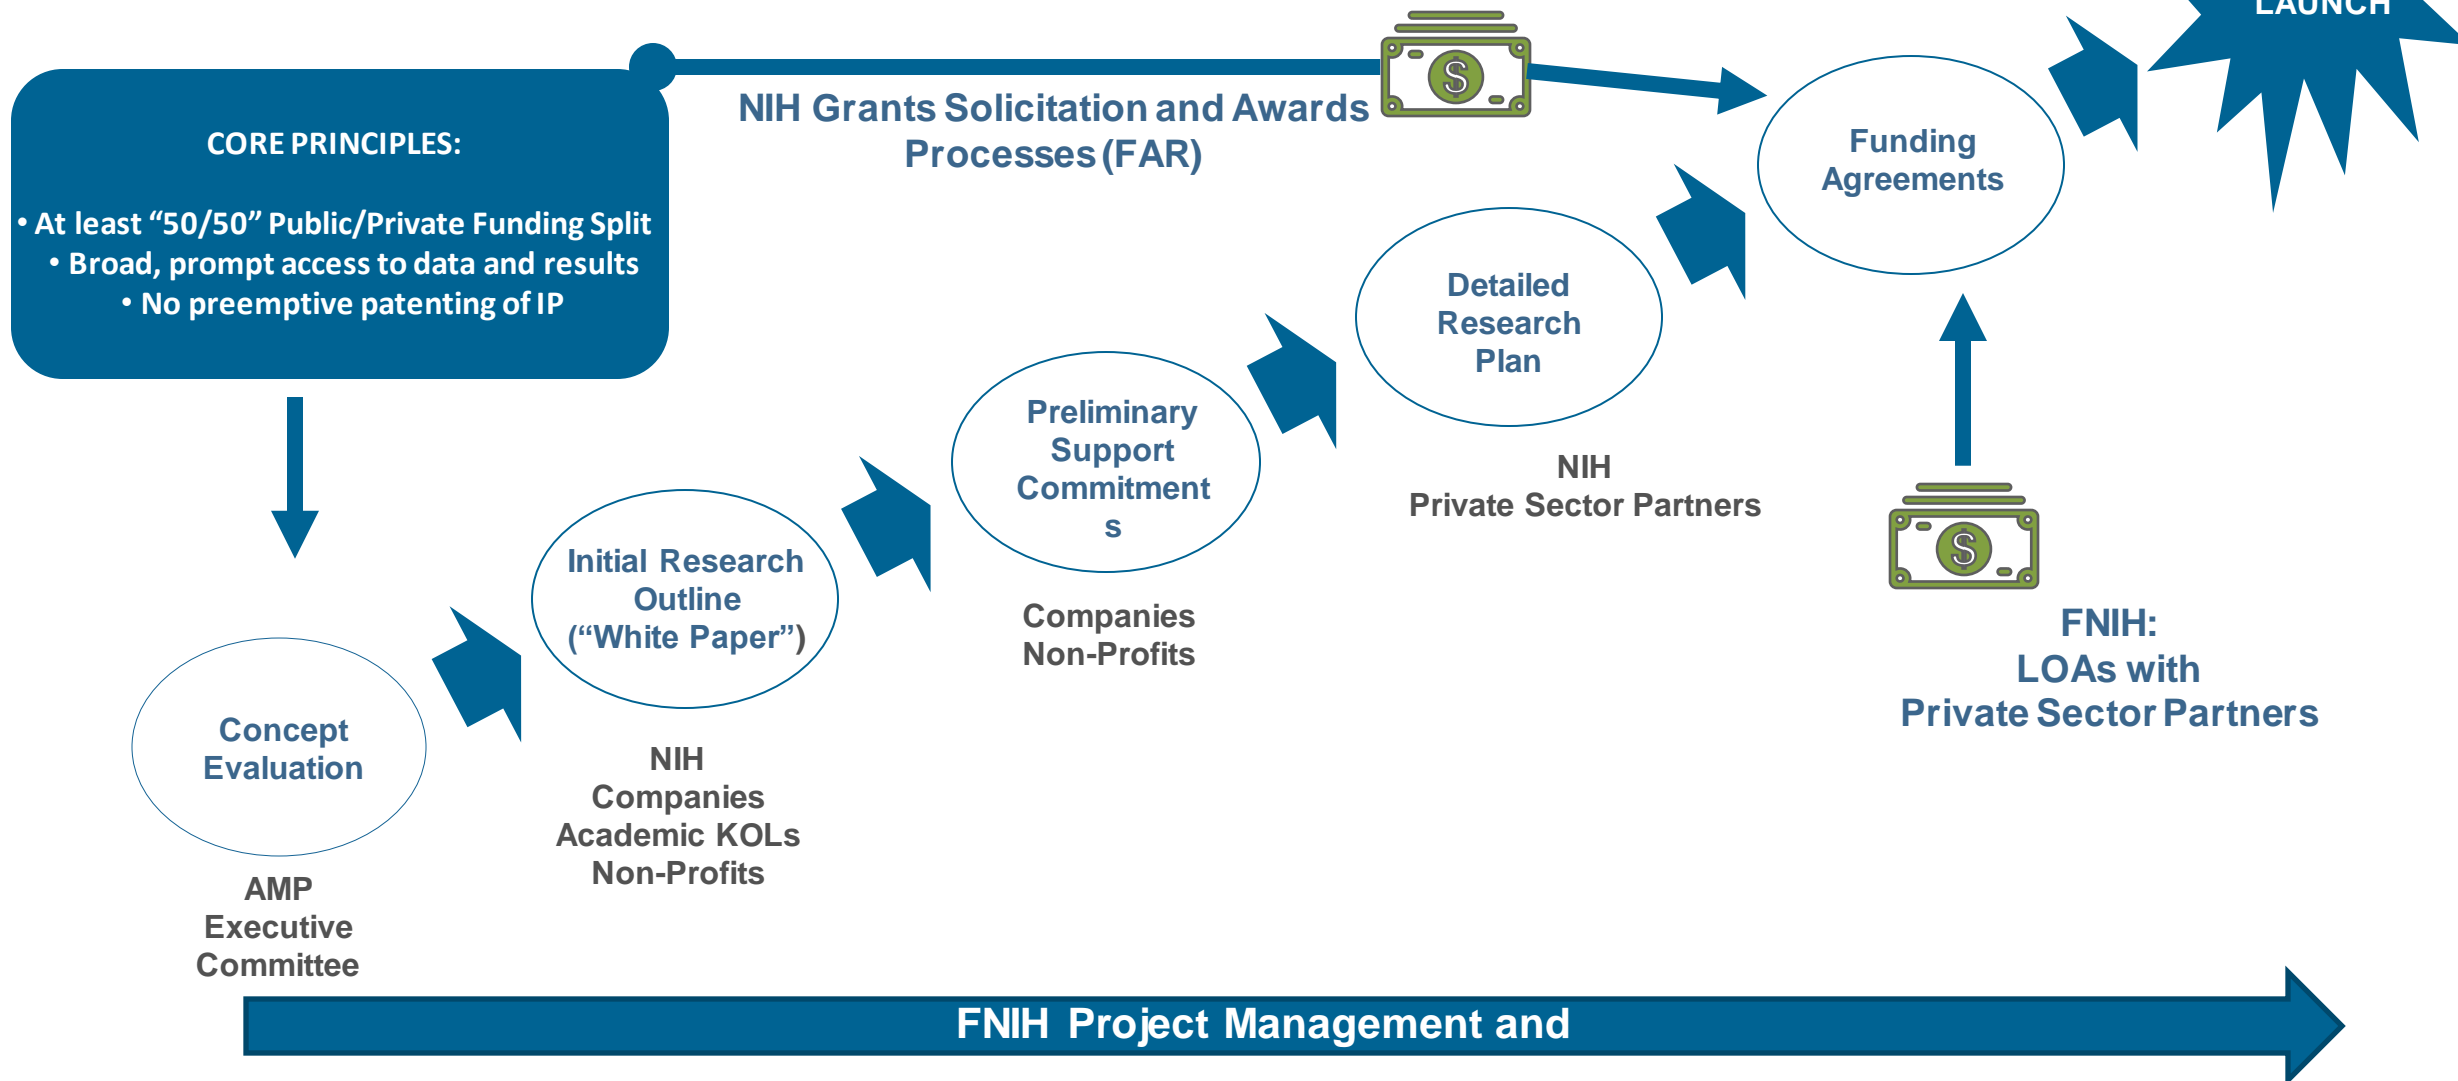 LAUNCH
NIH Grants Solicitation and Awards
Processes (FAR)
CORE PRINCIPLES:
• At least “50/50” Public/Private Funding Split
• Broad, prompt access to data and results
• No preemptive patenting of IP
Funding
Agreements
Detailed
Research
Plan
NIH
Private Sector Partners
Preliminary
Support
Commitment
s
Companies
Non-Profits
Initial Research
Outline
(“White Paper”)
NIH
Companies
Academic KOLs
Non-Profits
Concept
Evaluation
AMP
Executive
Committee
FNIH:
LOAs with
Private Sector Partners
FNIH Project Management and